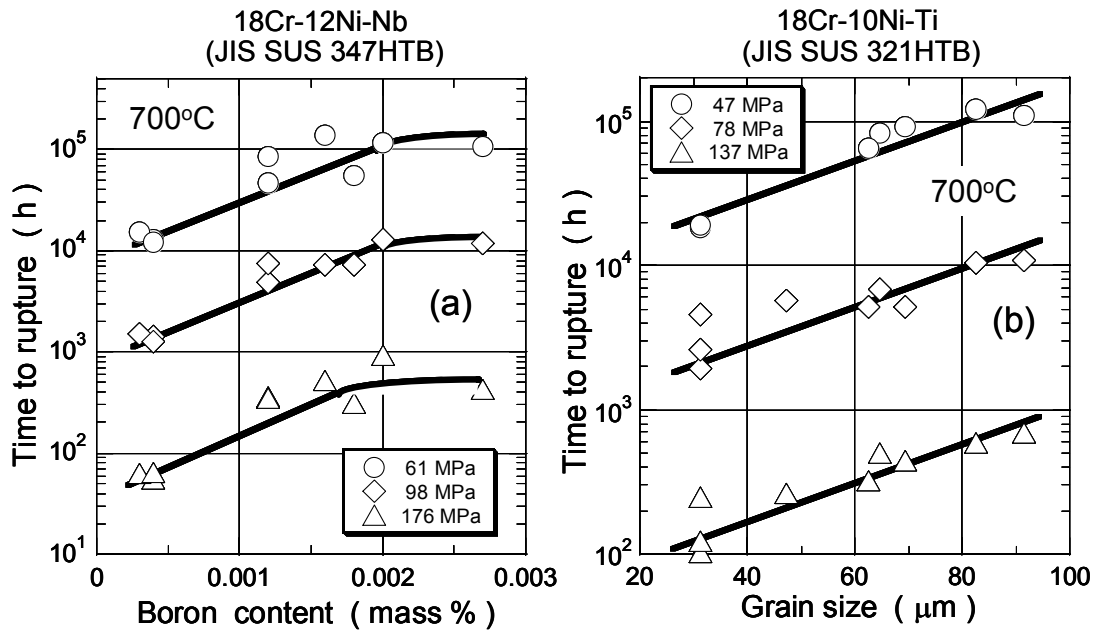 18Cr-12Ni-Nb
(JIS SUS 347HTB)
700°C
10^5
10^4
10^3
10^2
10^1
Time to rupture ( h )
(a)
61 MPa
98 MPa
176 MPa
0
0.001
0.002
0.003
Boron content ( mass % )
18Cr-10Ni-Ti
(JIS SUS 321HTB)
47 MPa
78 MPa
137 MPa
700°C
10^5
10^4
10^3
10^2
Time to rupture ( h )
(b)
20
40
60
80
100
Grain size ( μm )